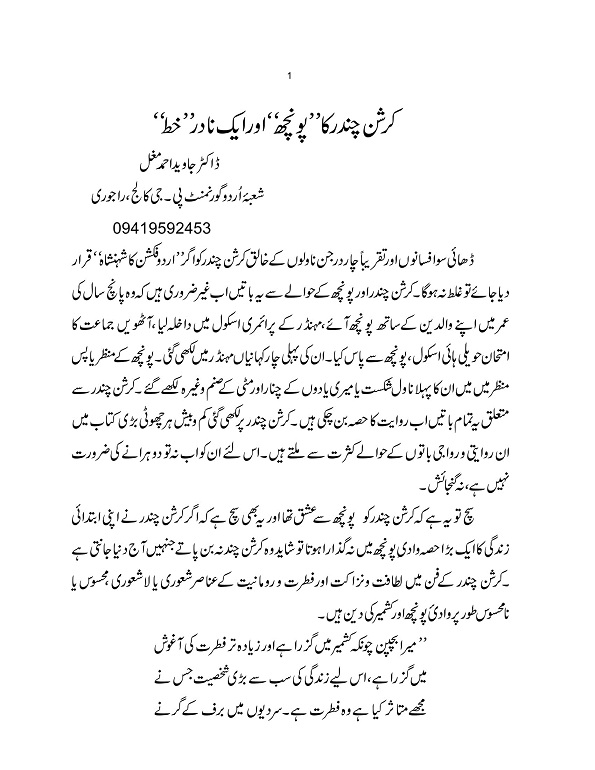 1
کرشن چندر کا ’’پونچھ‘‘ اور ایک نادر ’’خط‘‘
ڈاکٹر جاوید احمد مغل
شعبۂ اُردو گورنمنٹ پی۔ جی کالج، راجوری
09419592453
ڈھائی سو افسانوں اور تقریباً چار درجن ناولوں کے خالق کرشن چندر کو اگر ’’اردو فکشن کا شہنشاہ‘‘ قرار
دیا جائے تو غلط نہ ہوگا۔ کرشن چندر اور پونچھ کے حوالے سے یہ باتیں اب غیر ضروری ہیں کہ وہ پانچ سال کی
عمر میں اپنے والدین کے ساتھ پونچھ آئے، مہنڈر کے پرائمری اسکول میں داخلہ لیا، آٹھویں جماعت کا
امتحان حویلی ہائی اسکول، پونچھ سے پاس کیا۔ ان کی پہلی چار کہانیاں مہنڈر میں لکھی گئی۔ پونچھ کے منظر یا پس
منظر میں میں ان کا پہلا ناول شکست یا میری یادوں کے چنار اور مٹی کے صنم وغیرہ لکھے گئے۔ کرشن چندر سے
متعلق یہ تمام باتیں اب روایت کا حصہ بن چکی ہیں۔ کرشن چندر پر لکھی گئی کم و بیش ہر چھوٹی بڑی کتاب میں
ان روایتی و رواجی باتوں کے حوالے کثرت سے ملتے ہیں۔ اس لئے ان کو اب نہ تو دوہرانے کی ضرورت
نہیں ہے، نہ گنجائش۔
سچ تو یہ ہے کہ کرشن چندر کو پونچھ سے عشق تھا اور یہ بھی سچ ہے کہ اگر کرشن چندر نے اپنی ابتدائی
زندگی کا ایک بڑا حصہ وادی پونچھ میں نہ گذارا ہوتا تو شاید وہ کرشن چندر نہ بن پاتے جنہیں آج دنیا جانتی ہے
۔ کرشن چندر کے فن میں لطافت و نزاکت اور فطرت و رومانیت کے عناصر شعوری یا لاشعوری محسوس یا
نامحسوس طور پر وادیٔ پونچھ اور کشمیر کی دین ہیں۔
’’میرا بچپن چونکہ کشمیر میں گزرا ہے اور زیادہ تر فطرت کی آغوش
میں گزرا ہے، اس لیے زندگی کی سب سے بڑی شخصیت جس نے
مجھے متاثر کیا ہے وہ فطرت ہے۔ سردیوں میں برف کے گرنے